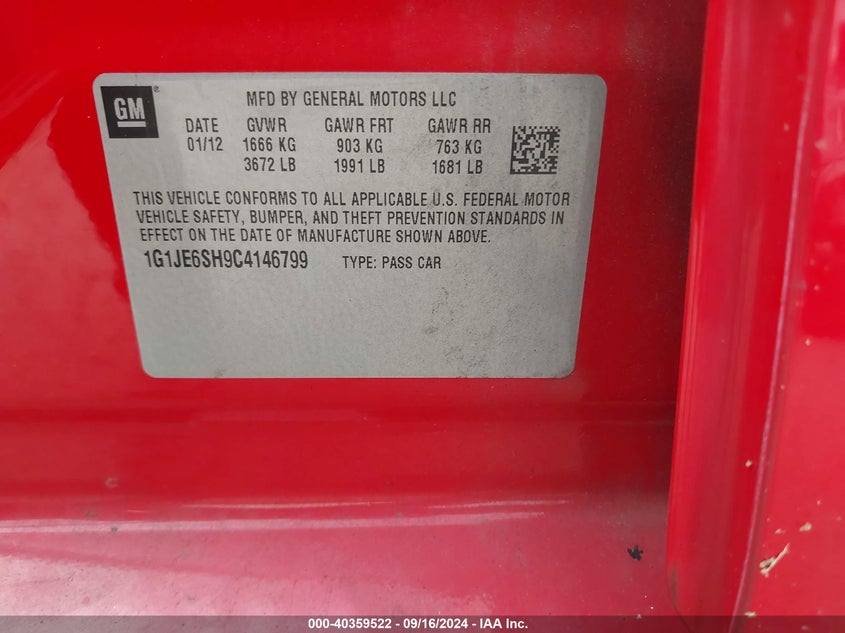 GM®
MFD BY GENERAL MOTORS LLC
DATE GVWR GAWR FRT GAWR RR
01/12 1666 KG 903 KG 763 KG
3672 LB 1991 LB 1681 LB
THIS VEHICLE CONFORMS TO ALL APPLICABLE U.S. FEDERAL MOTOR
VEHICLE SAFETY, BUMPER, AND THEFT PREVENTION STANDARDS IN
EFFECT ON THE DATE OF MANUFACTURE SHOWN ABOVE.
1G1JE6SH9C4146799 TYPE: PASS CAR
000-40359522 - 09/16/2024 - IAA Inc.